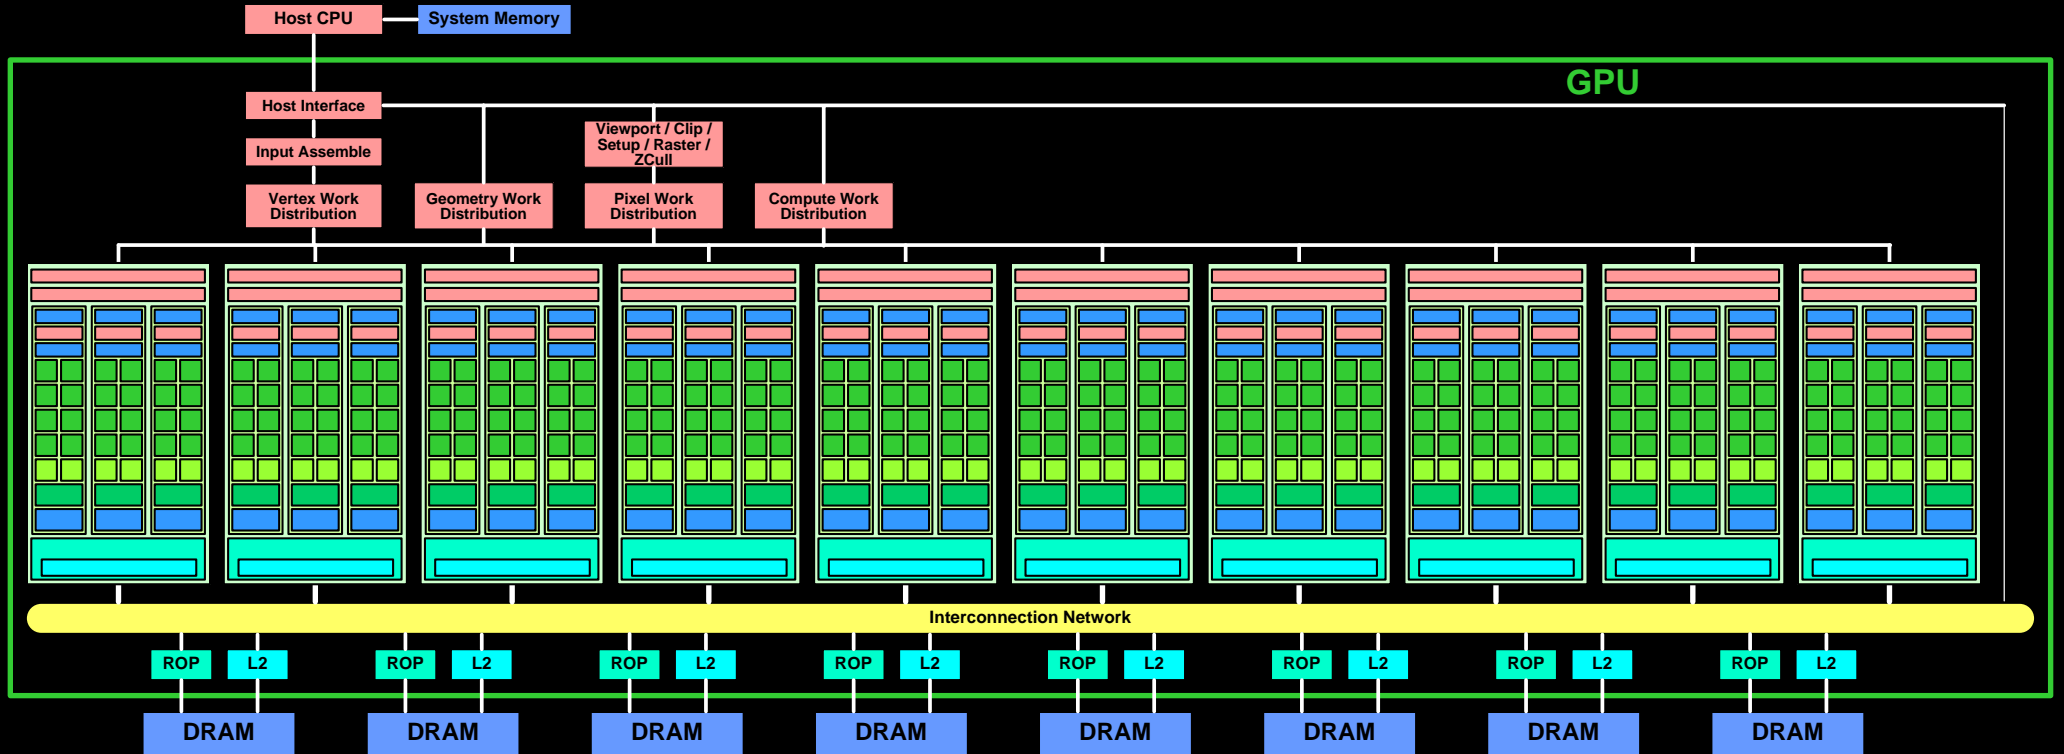 Host CPU
System Memory
GPU
Host Interface
Viewport / Clip /
Setup / Raster /
ZCull
Input Assemble
Vertex Work
Distribution
Geometry Work
Distribution
Pixel Work
Distribution
Compute Work
Distribution
Interconnection Network
ROP
L2
ROP
L2
ROP
L2
ROP
L2
ROP
L2
ROP
L2
ROP
L2
ROP
L2
DRAM
DRAM
DRAM
DRAM
DRAM
DRAM
DRAM
DRAM